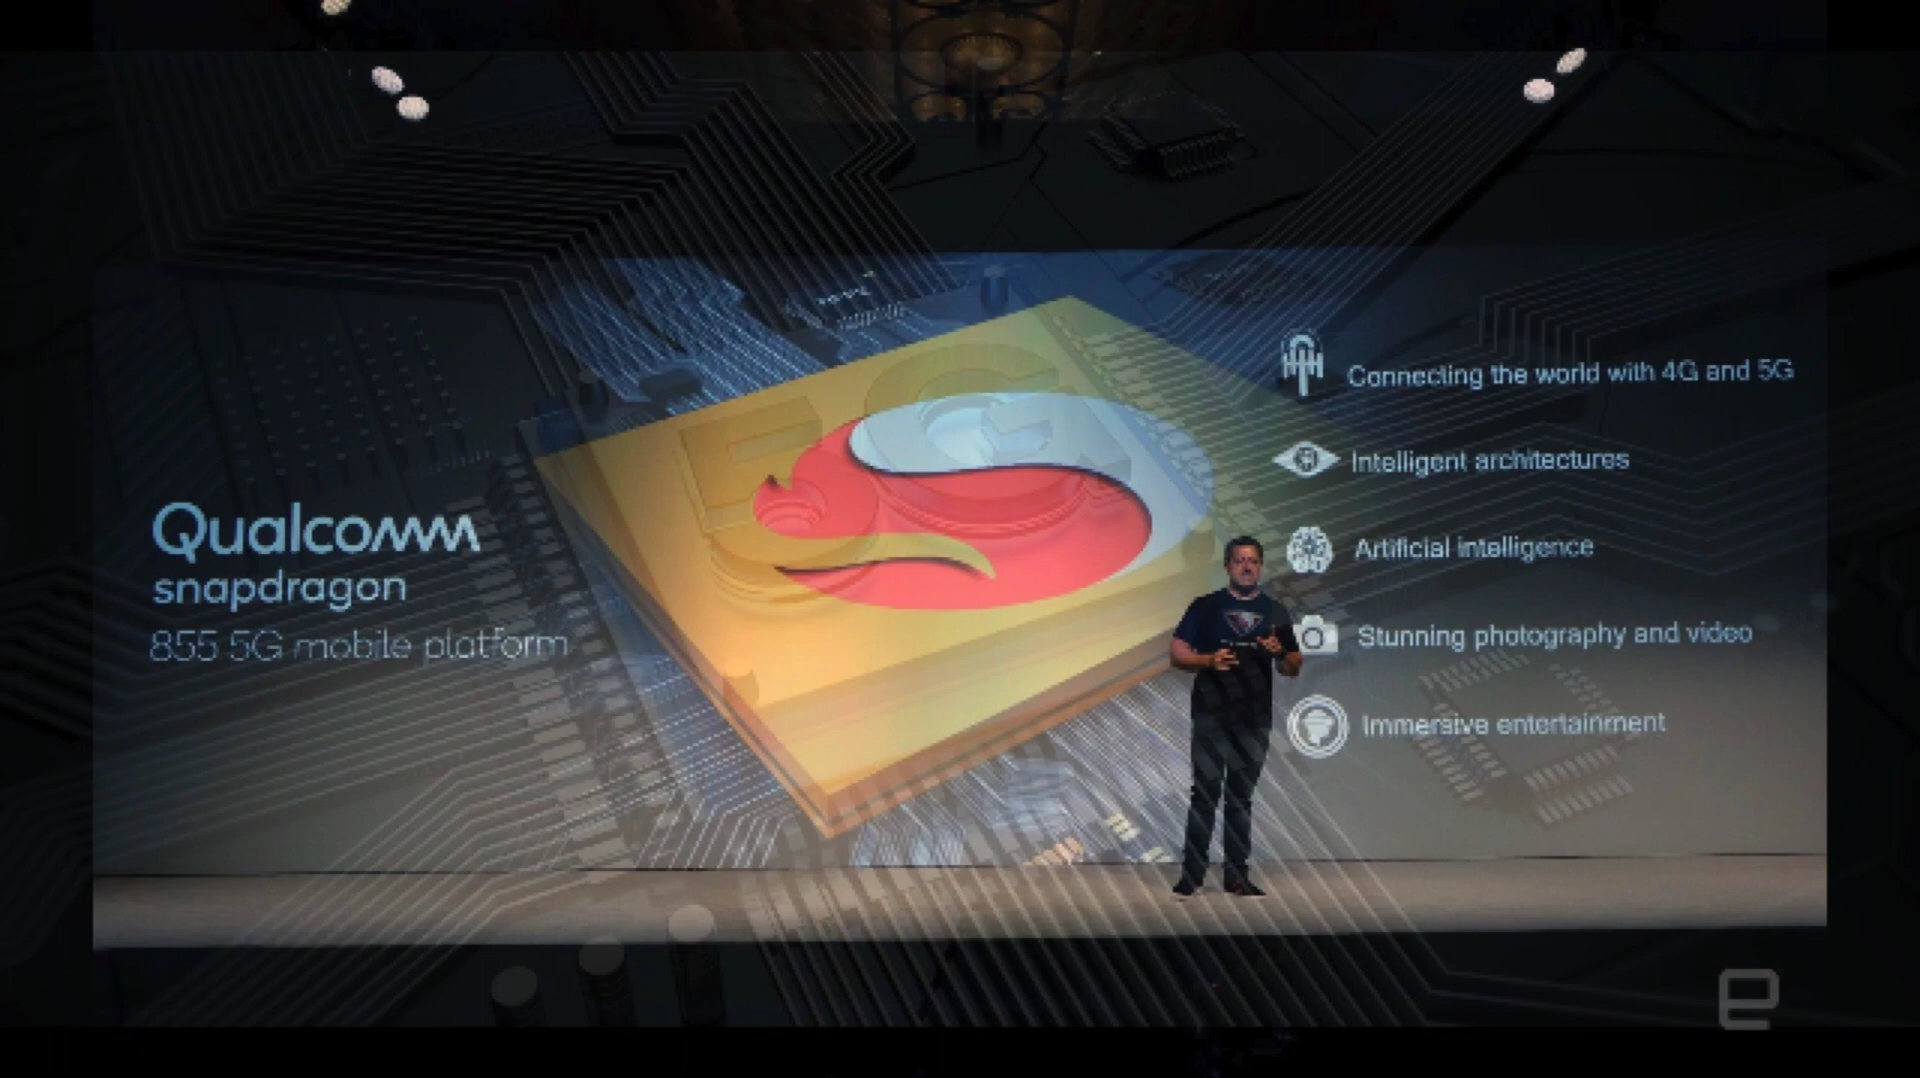 Qualcomm
snapdragon
855 5G mobile platform
5G
Connecting the world with 4G and 5G
Intelligent architectures
Artificial intelligence
Stunning photography and video
Immersive entertainment
e